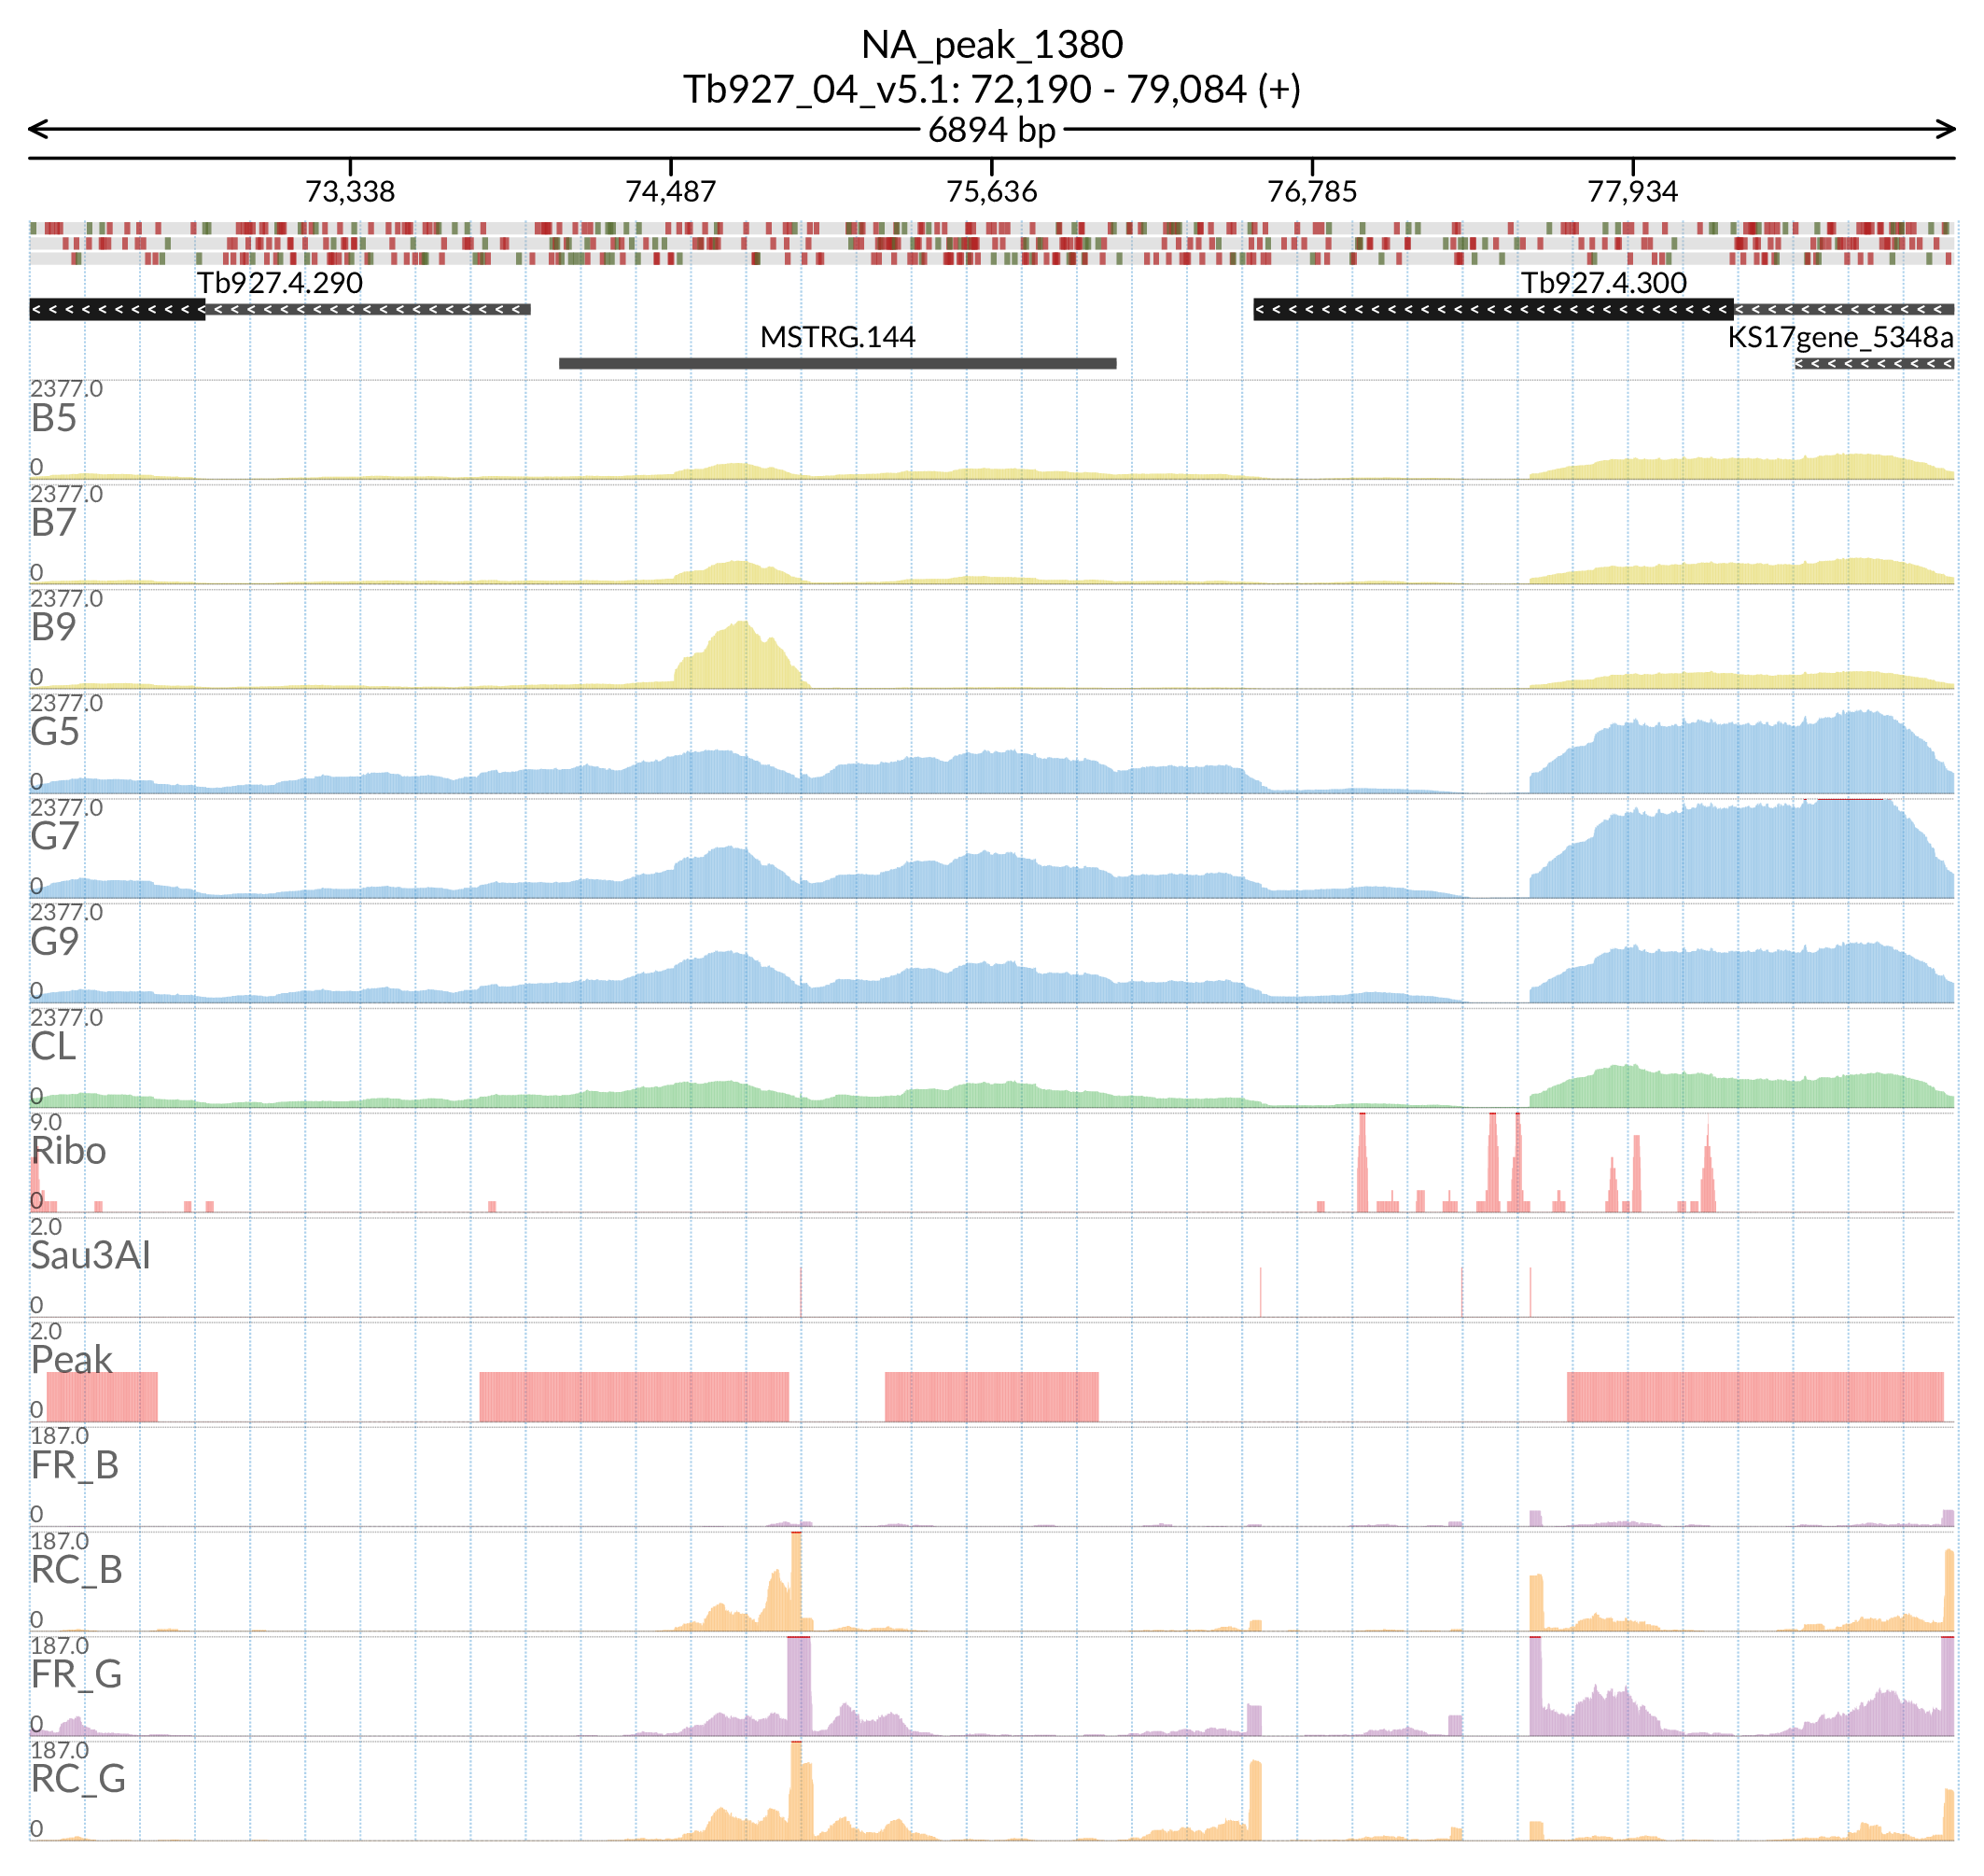 NA_peak_1380
Tb927_04_v5.1: 72,190 - 79,084 (+)
6894 bp
73,338 74,487 75,636 76,785 77,934
Tb927.4.290 Tb927.4.300
MSTRG.144 KS17gene_5348a
2377.0
B5
0
2377.0
B7
0
2377.0
B9
0
2377.0
G5
0
2377.0
G7
0
2377.0
G9
0
2377.0
CL
0
9.0
Ribo
0
2.0
Sau3AI
0
2.0
Peak
0
187.0
FR_B
0
187.0
RC_B
0
187.0
FR_G
0
187.0
RC_G
0